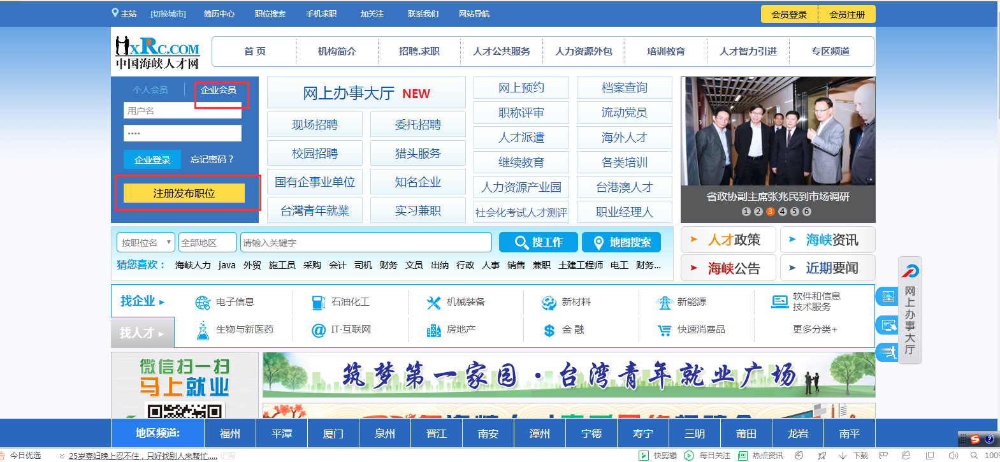 主站 [切换城市] 简历中心 职位搜索 手机求职 加关注 联系我们 网站导航 会员登录 会员注册
HXRC.COM
中国海峡人才网
首 页 机构简介 招聘.求职 人才公共服务 人力资源外包 培训教育 人才智力引进 专区频道
个人会员 企业会员
用户名
••••
企业登录 忘记密码？
注册发布职位
网上办事大厅 NEW
现场招聘 委托招聘
校园招聘 猎头服务
国有企事业单位 知名企业
台灣青年就業 实习兼职
网上预约 档案查询
职称评审 流动党员
人才派遣 海外人才
继续教育 各类培训
人力资源产业园 台港澳人才
社会化考试人才测评 职业经理人
省政协副主席张兆民到市场调研
1 2 3 4 5 6
按职位名 ▼ 全部地区 请输入关键字 搜工作 地图搜索
猜您喜欢： 海峡人力 java 外贸 施工员 采购 会计 司机 财务 文员 出纳 行政 人事 销售 兼职 土建工程师 电工 财务...
人才政策 海峡资讯
海峡公告 近期要闻
网上办事大厅
找企业 ▸
找人才 ▸
电子信息 石油化工 机械装备 新材料 新能源 软件和信息
技术服务
生物与新医药 IT·互联网 房地产 金 融 快速消费品 更多分类+
微信扫一扫
马上就业
筑梦第一家园·台湾青年就业广场
地区频道: 福州 平潭 厦门 泉州 晋江 南安 漳州 宁德 寿宁 三明 莆田 龙岩 南平
今日优选 25岁寡妇晚上忍不住，只好找别人来帮忙..... 广告 快剪辑 每日关注 热点资讯 下载 100%